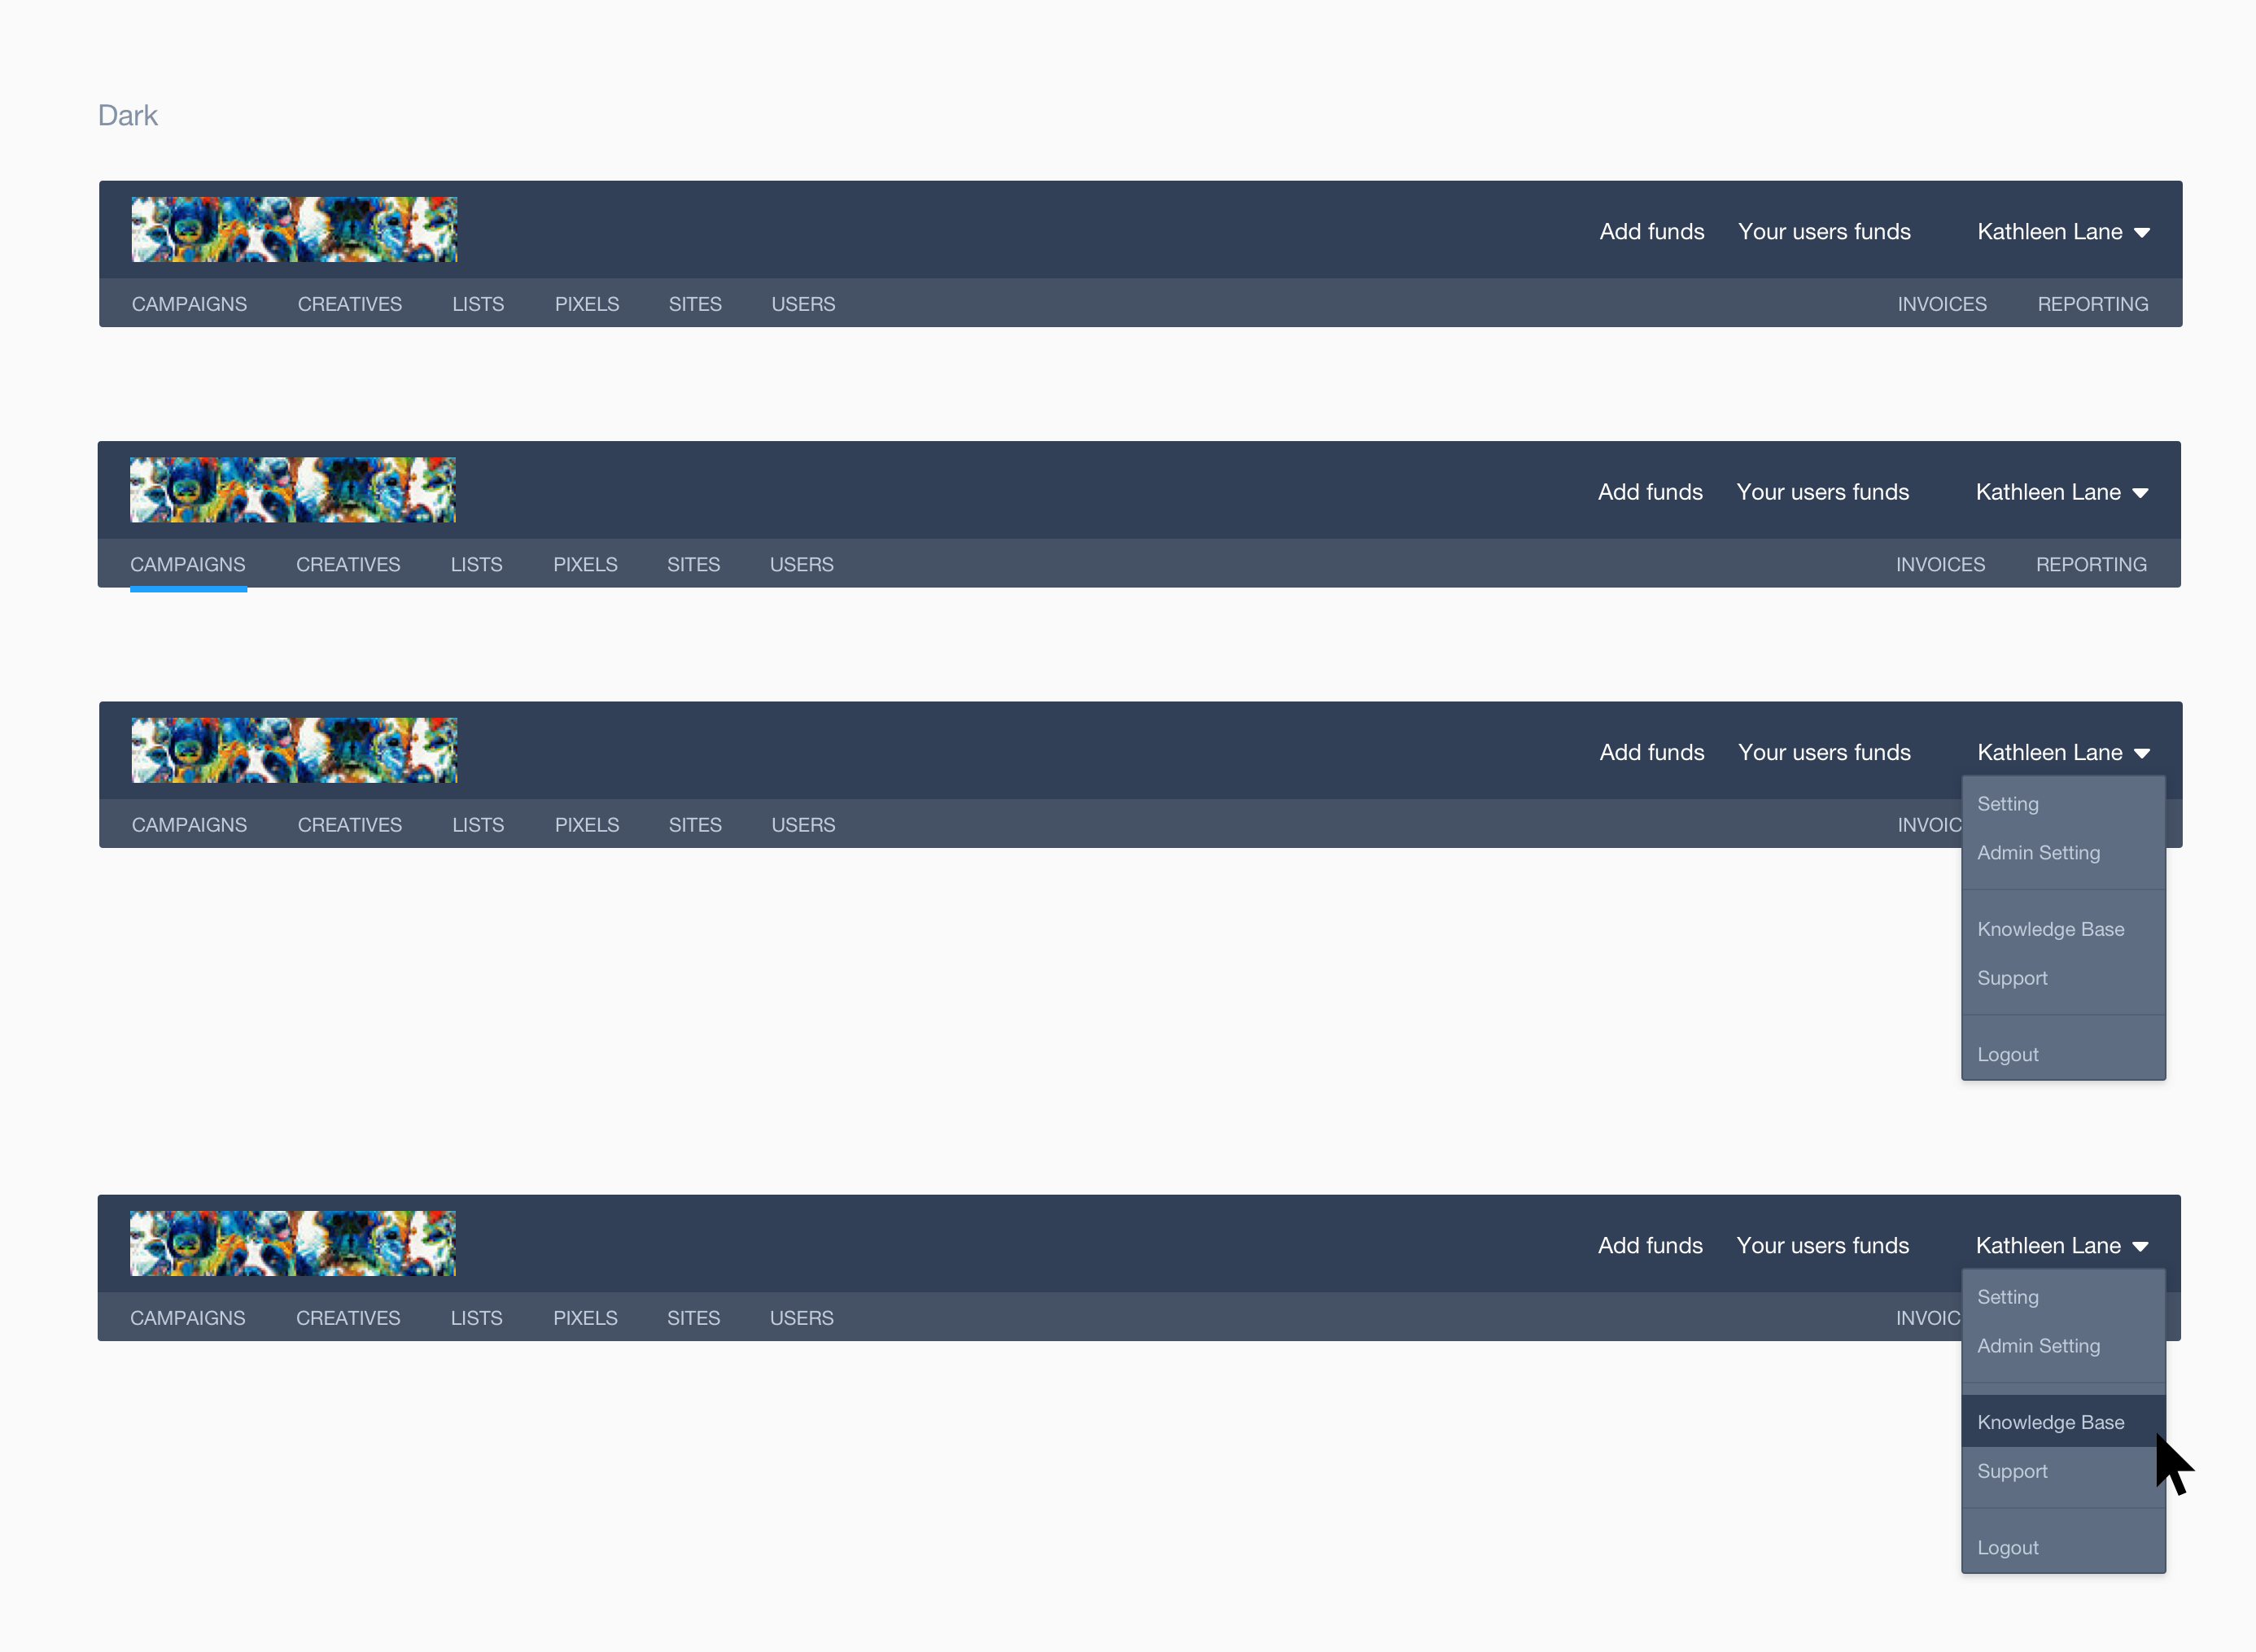 Dark
Add funds Your users funds Kathleen Lane
CAMPAIGNS CREATIVES LISTS PIXELS SITES USERS INVOICES REPORTING
Add funds Your users funds Kathleen Lane
CAMPAIGNS CREATIVES LISTS PIXELS SITES USERS INVOICES REPORTING
Add funds Your users funds Kathleen Lane
CAMPAIGNS CREATIVES LISTS PIXELS SITES USERS INVOIC
Setting
Admin Setting
Knowledge Base
Support
Logout
Add funds Your users funds Kathleen Lane
CAMPAIGNS CREATIVES LISTS PIXELS SITES USERS INVOIC
Setting
Admin Setting
Knowledge Base
Support
Logout